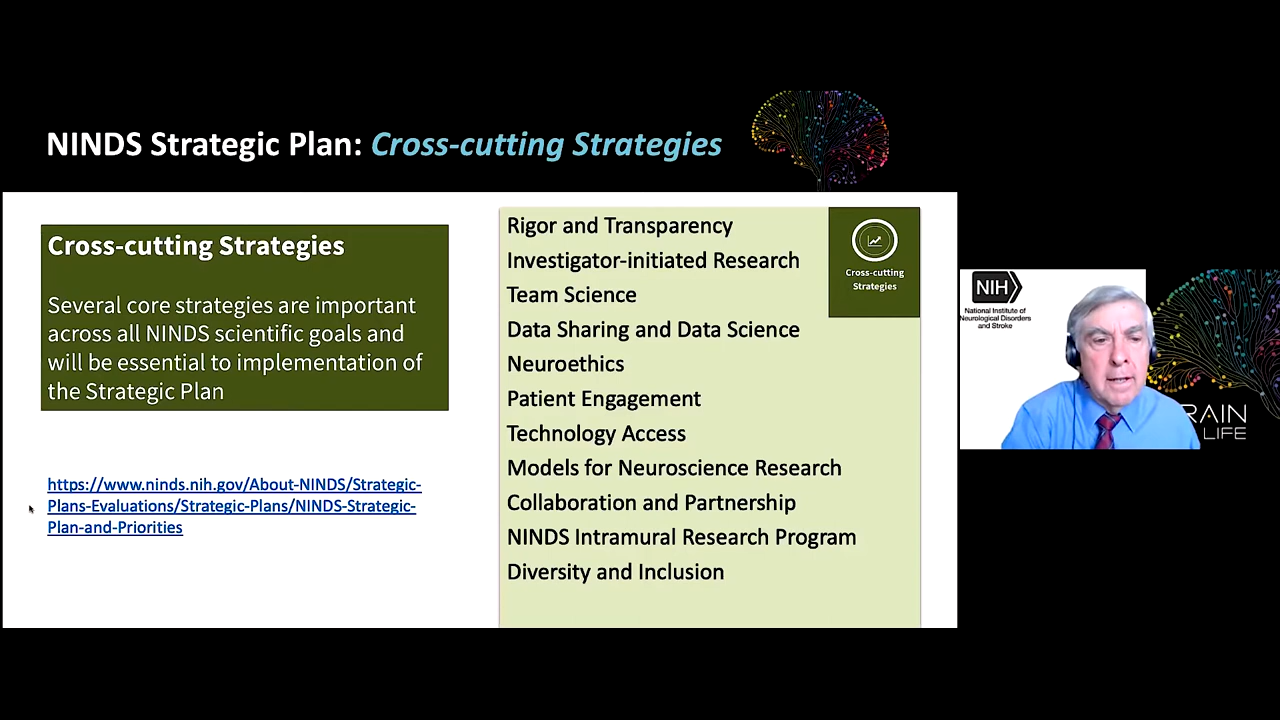 NINDS Strategic Plan: Cross-cutting Strategies
Cross-cutting Strategies
Several core strategies are important
across all NINDS scientific goals and
will be essential to implementation of
the Strategic Plan
https://www.ninds.nih.gov/About-NINDS/Strategic-
Plans-Evaluations/Strategic-Plans/NINDS-Strategic-
Plan-and-Priorities
Rigor and Transparency
Investigator-initiated Research
Team Science
Data Sharing and Data Science
Neuroethics
Patient Engagement
Technology Access
Models for Neuroscience Research
Collaboration and Partnership
NINDS Intramural Research Program
Diversity and Inclusion
Cross-cutting
Strategies
NIH
National Institute of
Neurological Disorders
and Stroke
RAIN
LIFE